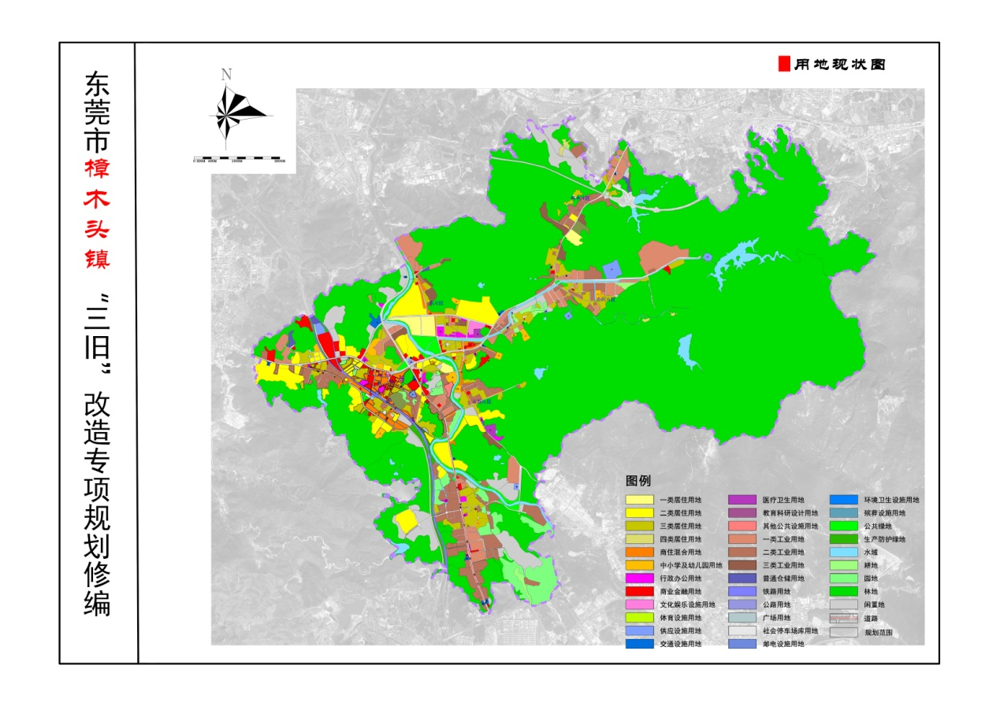 东莞市樟木头镇“三旧”改造专项规划修编
用地现状图
N
图例
一类居住用地
二类居住用地
三类居住用地
四类居住用地
商住混合用地
中小学及幼儿园用地
行政办公用地
商业金融用地
文化娱乐设施用地
体育设施用地
供应设施用地
交通设施用地
医疗卫生用地
教育科研设计用地
其他公共设施用地
一类工业用地
二类工业用地
三类工业用地
普通仓储用地
铁路用地
公路用地
广场用地
社会停车场库用地
邮电设施用地
环境卫生设施用地
殡葬设施用地
公共绿地
生产防护绿地
水域
耕地
园地
林地
闲置地
道路
规划范围